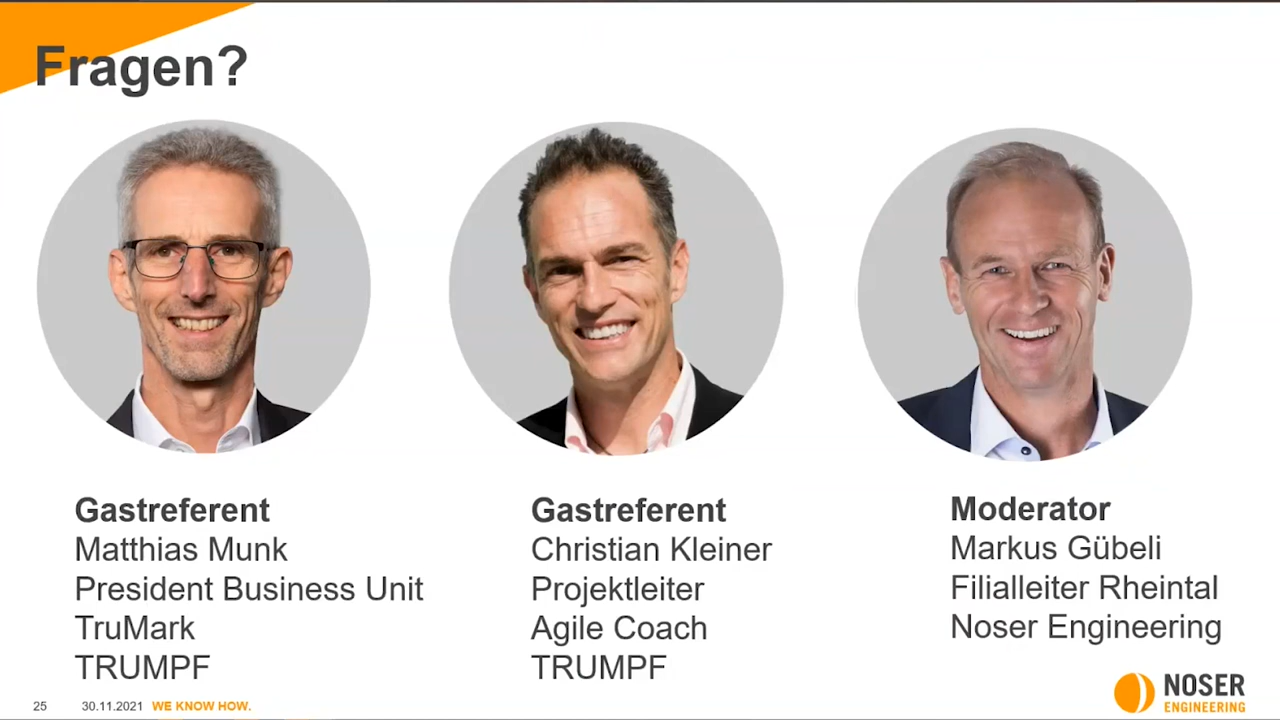 Fragen?
Gastreferent
Matthias Munk
President Business Unit
TruMark
TRUMPF
Gastreferent
Christian Kleiner
Projektleiter
Agile Coach
TRUMPF
Moderator
Markus Gübeli
Filialleiter Rheintal
Noser Engineering
25 30.11.2021 WE KNOW HOW.
NOSER
ENGINEERING